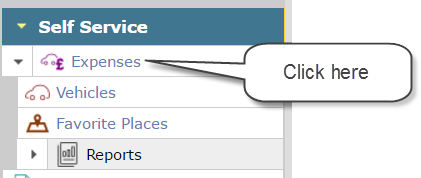 Self Service
£ Expenses
Click here
Vehicles
Favorite Places
Reports